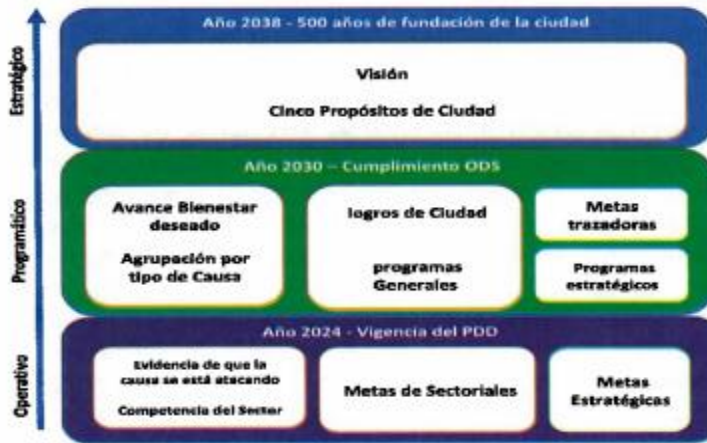 Año 2038 - 500 años de fundación de la ciudad
Estratégico
Visión
Cinco Propósitos de Ciudad
Año 2030 – Cumplimiento ODS
Programático
Avance Bienestar
deseado
Agrupación por
tipo de Causa
logros de Ciudad
programas
Generales
Metas
trazadoras
Programas
estratégicos
Año 2024 - Vigencia del PDD
Operativo
Evidencia de que la
causa se está atacando
Competencia del Sector
Metas de Sectoriales
Metas
Estratégicas